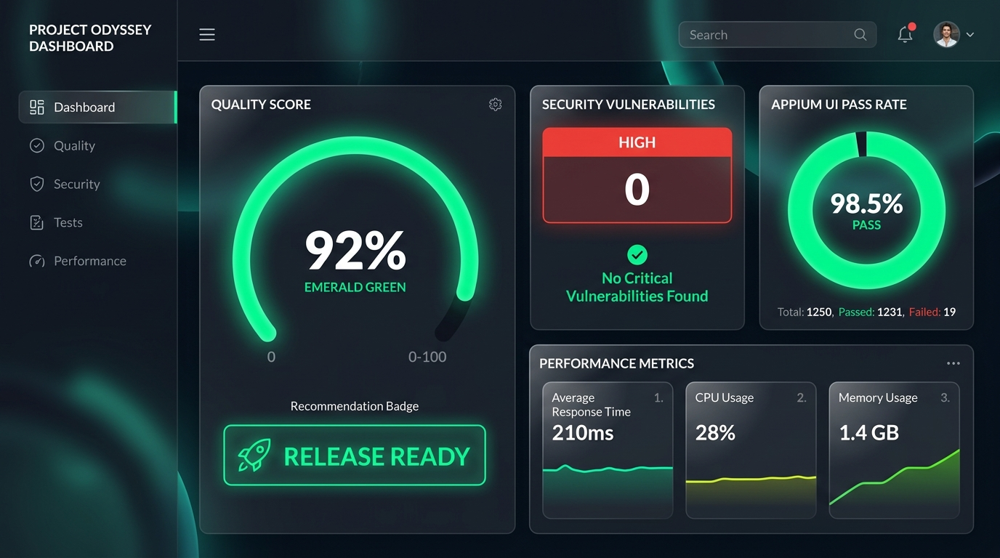 PROJECT ODYSSEY
DASHBOARD
Search
Dashboard
Quality
Security
Tests
Performance
QUALITY SCORE
92%
EMERALD GREEN
0
0-100
Recommendation Badge
RELEASE READY
SECURITY VULNERABILITIES
HIGH
0
No Critical
Vulnerabilities Found
APPIUM UI PASS RATE
98.5%
PASS
Total: 1250, Passed: 1231, Failed: 19
PERFORMANCE METRICS
Average 1.
Response Time
210ms
CPU Usage 2.
28%
Memory Usage 3.
1.4 GB